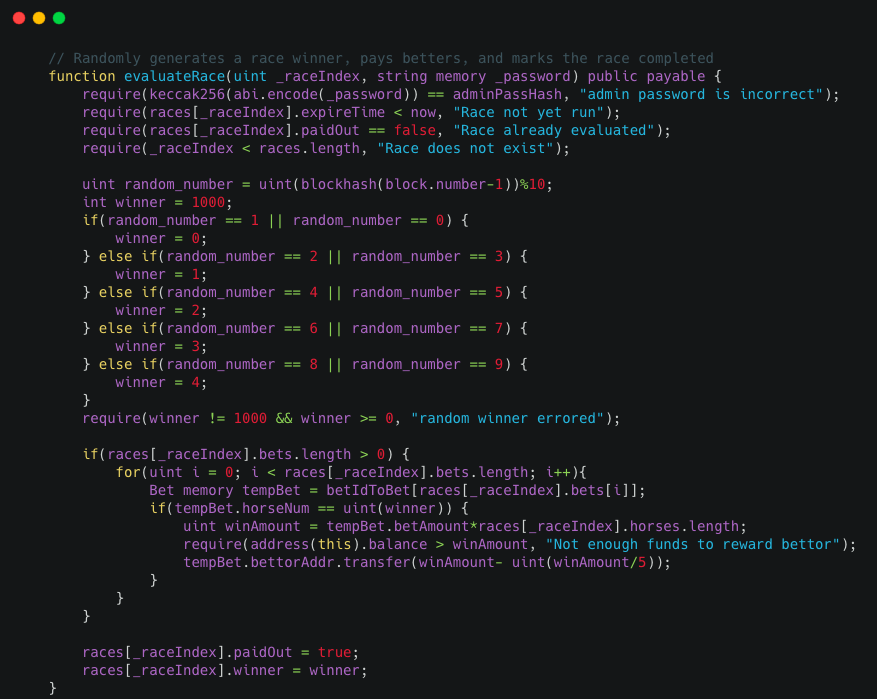 // Randomly generates a race winner, pays betters, and marks the race completed
function evaluateRace(uint _raceIndex, string memory _password) public payable {
    require(keccak256(abi.encode(_password)) == adminPassHash, "admin password is incorrect");
    require(races[_raceIndex].expireTime < now, "Race not yet run");
    require(races[_raceIndex].paidOut == false, "Race already evaluated");
    require(_raceIndex < races.length, "Race does not exist");

    uint random_number = uint(blockhash(block.number-1))%10;
    int winner = 1000;
    if(random_number == 1 || random_number == 0) {
        winner = 0;
    } else if(random_number == 2 || random_number == 3) {
        winner = 1;
    } else if(random_number == 4 || random_number == 5) {
        winner = 2;
    } else if(random_number == 6 || random_number == 7) {
        winner = 3;
    } else if(random_number == 8 || random_number == 9) {
        winner = 4;
    }
    require(winner != 1000 && winner >= 0, "random winner errored");

    if(races[_raceIndex].bets.length > 0) {
        for(uint i = 0; i < races[_raceIndex].bets.length; i++){
            Bet memory tempBet = betIdToBet[races[_raceIndex].bets[i]];
            if(tempBet.horseNum == uint(winner)) {
                uint winAmount = tempBet.betAmount*races[_raceIndex].horses.length;
                require(address(this).balance > winAmount, "Not enough funds to reward bettor");
                tempBet.bettorAddr.transfer(winAmount- uint(winAmount/5));
            }
        }
    }

    races[_raceIndex].paidOut = true;
    races[_raceIndex].winner = winner;
}